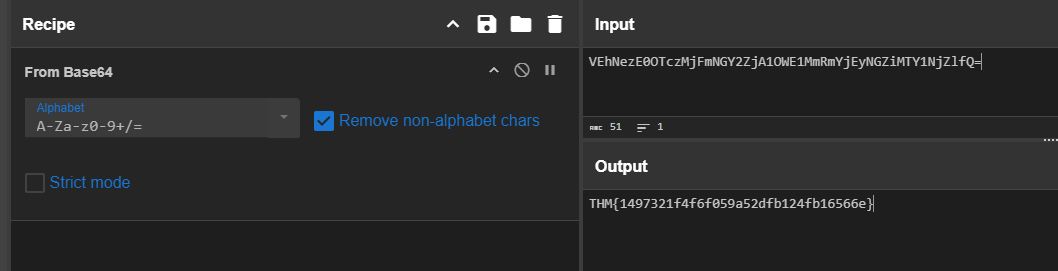 Recipe
From Base64
Alphabet
A-Za-z0-9+/=
Remove non-alphabet chars
Strict mode
Input
VEhNezE0OTczMjFmNGY2ZjA1OWE1MmRmYjEyNGZiMTY1NjZlfQ=
ABC 51 1
Output
THM{1497321f4f6f059a52dfb124fb16566e}